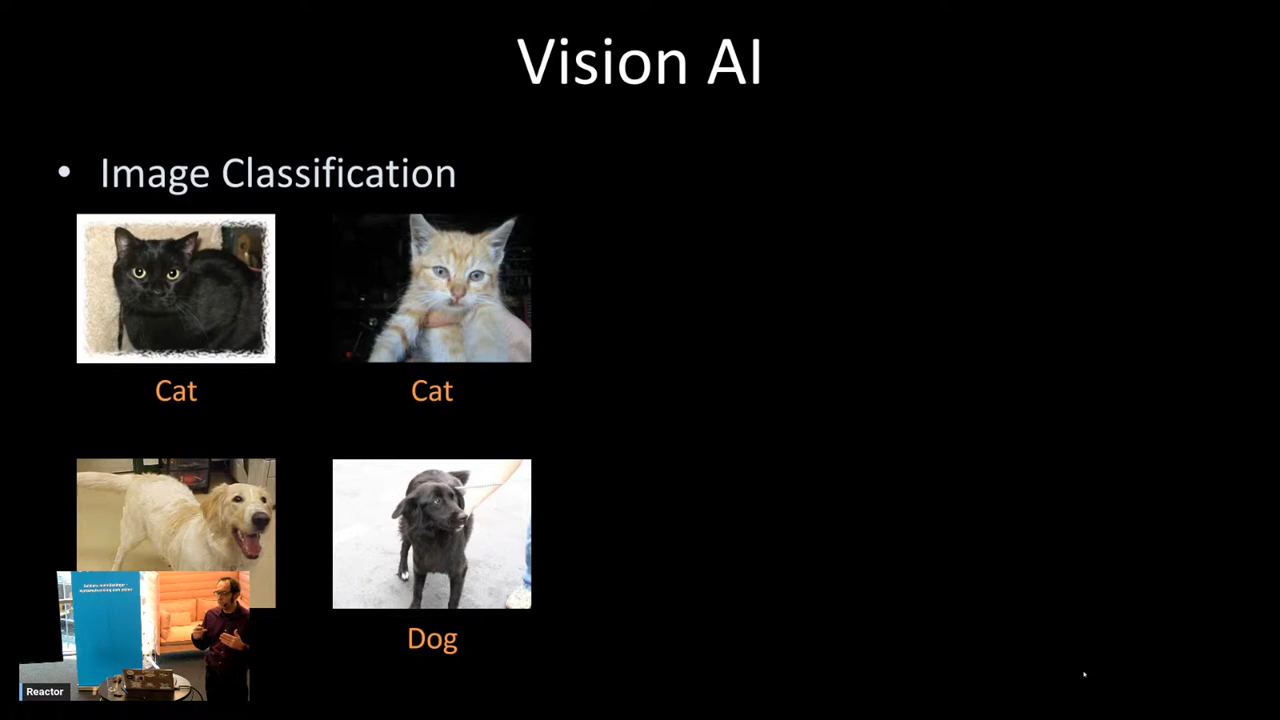 Vision AI
• Image Classification
Cat
Cat
Dog
Reactor